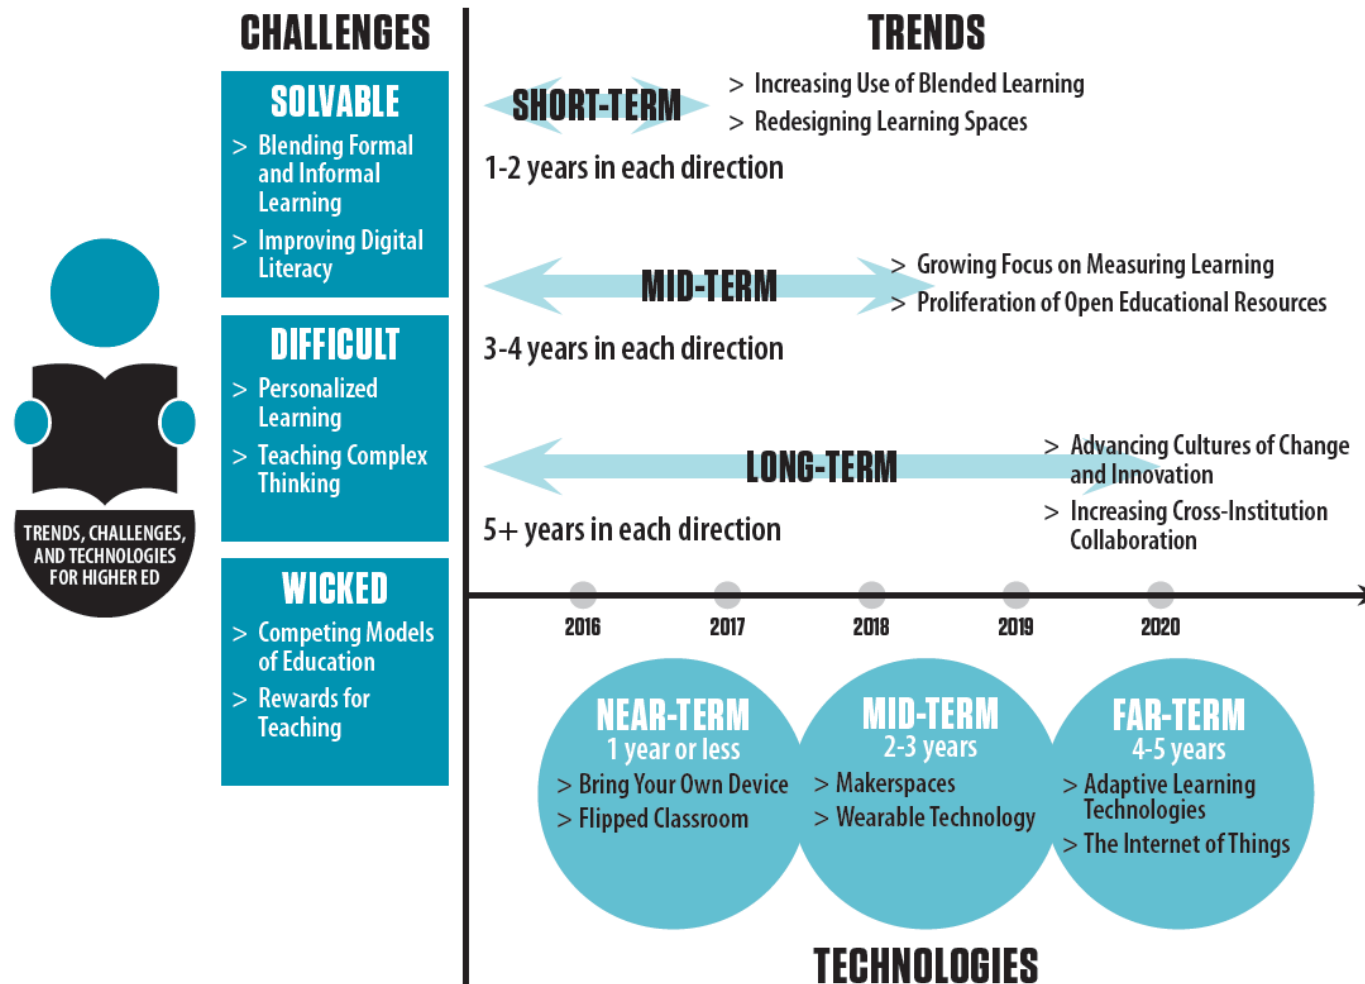 CHALLENGES
SOLVABLE
> Blending Formal
and Informal
Learning
> Improving Digital
Literacy
DIFFICULT
> Personalized
Learning
> Teaching Complex
Thinking
WICKED
> Competing Models
of Education
> Rewards for
Teaching
TRENDS, CHALLENGES,
AND TECHNOLOGIES
FOR HIGHER ED
TRENDS
SHORT-TERM
> Increasing Use of Blended Learning
> Redesigning Learning Spaces
1-2 years in each direction
MID-TERM
> Growing Focus on Measuring Learning
> Proliferation of Open Educational Resources
3-4 years in each direction
LONG-TERM
> Advancing Cultures of Change
and Innovation
> Increasing Cross-Institution
Collaboration
5+ years in each direction
2016
2017
2018
2019
2020
NEAR-TERM
1 year or less
> Bring Your Own Device
> Flipped Classroom
MID-TERM
2-3 years
> Makerspaces
> Wearable Technology
FAR-TERM
4-5 years
> Adaptive Learning
Technologies
> The Internet of Things
TECHNOLOGIES